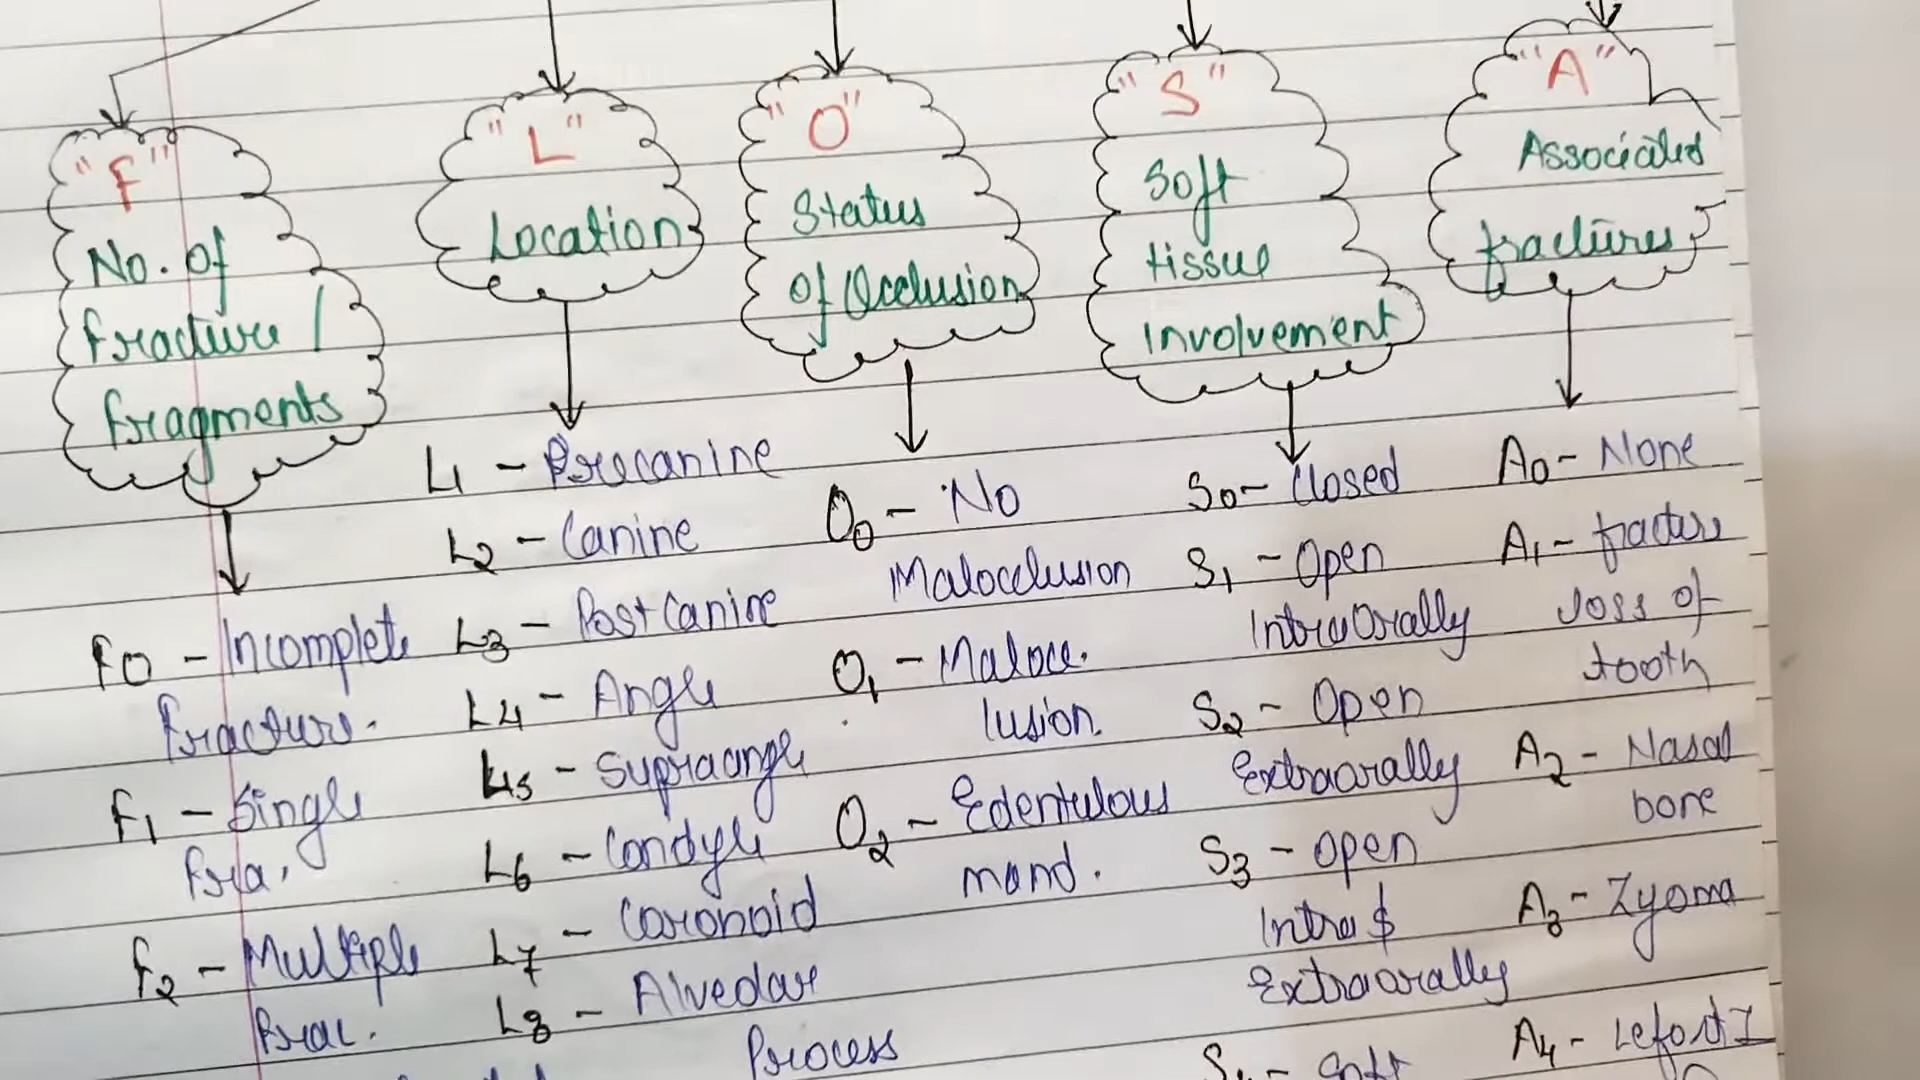 "F"
No. of
fracture /
fragments
F0 - Incomplete
fracture.
F1 - Single
fra.
F2 - Multiple
frac.
"L"
Location
L1 - Precanine
L2 - Canine
L3 - Postcanine
L4 - Angle
L5 - Supraangle
L6 - Condyle
L7 - Coronoid
L8 - Alveolar
Process
"O"
Status
of Occlusion
O0 - No
Malocclusion
O1 - Malocc.
lusion.
O2 - Edentulous
mand.
"S"
Soft
tissue
Involvement
S0 - Closed
S1 - Open
IntraOrally
S2 - Open
Extraorally
S3 - Open
Intra &
Extraorally
Soft
"A"
Associated
fractures
A0 - None
A1 - fracture
loss of
tooth
A2 - Nasal
bone
A3 - Zygoma
A4 - Lefort I